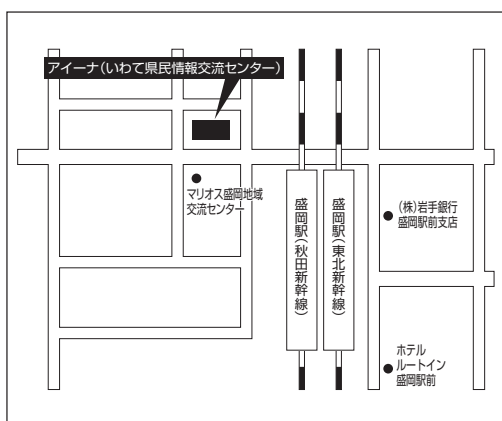 アイーナ(いわて県民情報交流センター)
マリオス盛岡地域
交流センター
盛岡駅(秋田新幹線)
盛岡駅(東北新幹線)
(株)岩手銀行
盛岡駅前支店
ホテル
ルートイン
盛岡駅前